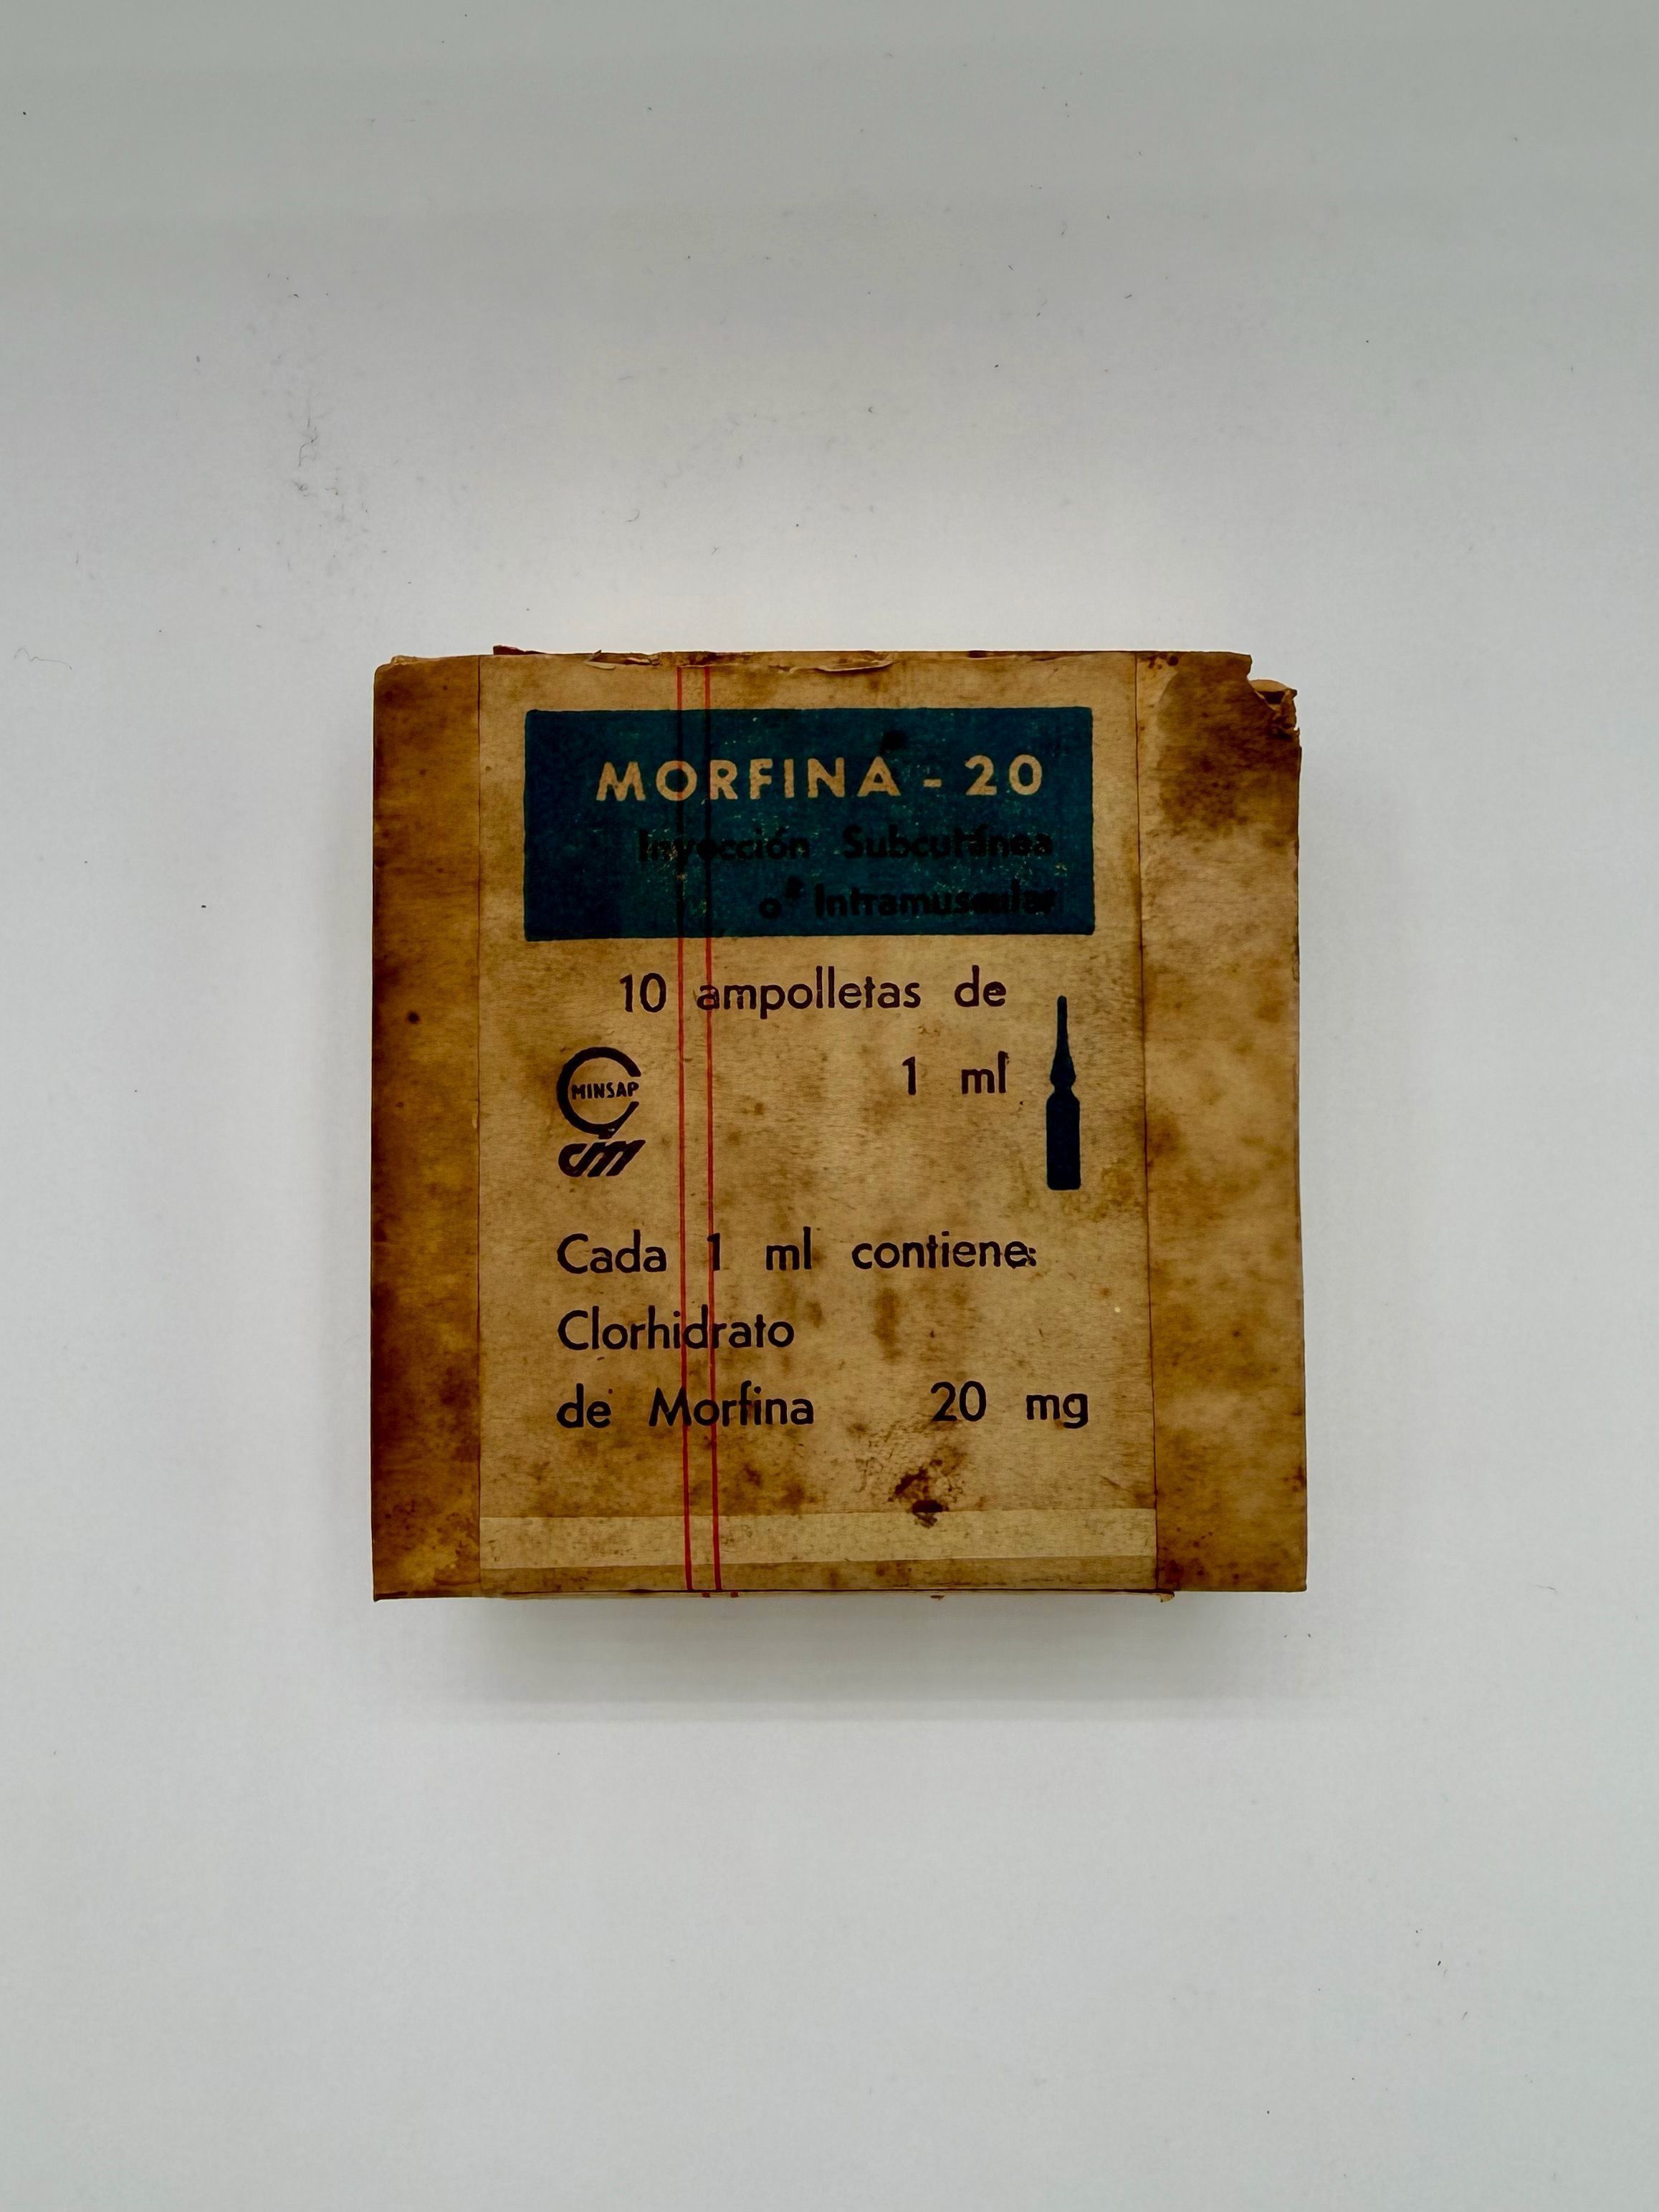 MORFINA - 20
Inyección Subcutánea
o Intramuscular
10 ampolletas de
1 ml
MINSAP
Cada 1 ml contiene:
Clorhidrato
de Morfina 20 mg